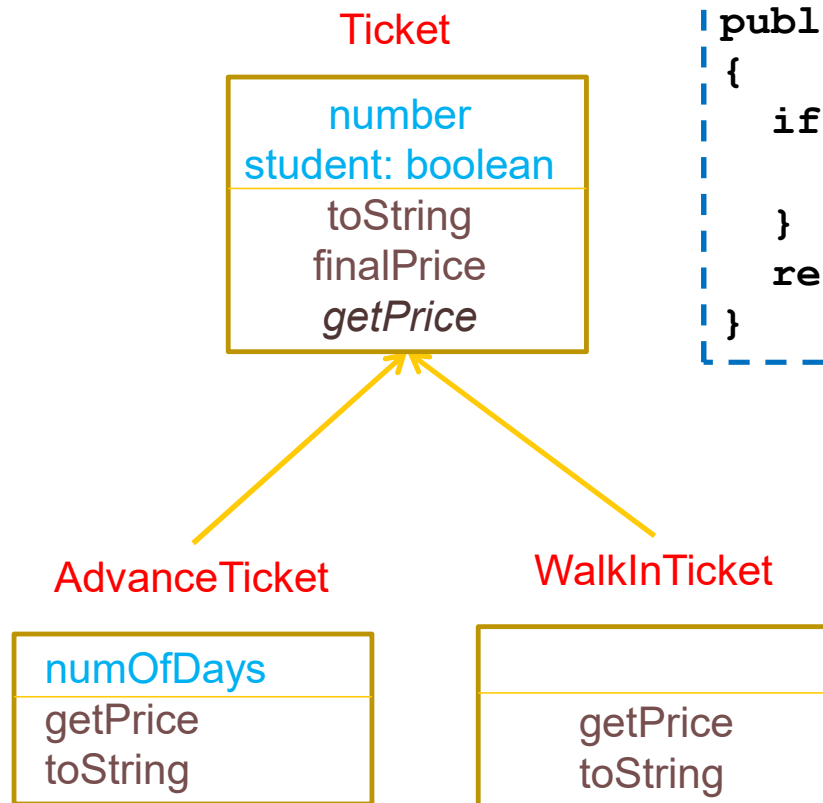 Ticket
number
student: boolean
toString
finalPrice
getPrice
publ
{
if
}
re
}
AdvanceTicket
numOfDays
getPrice
toString
WalkInTicket
getPrice
toString